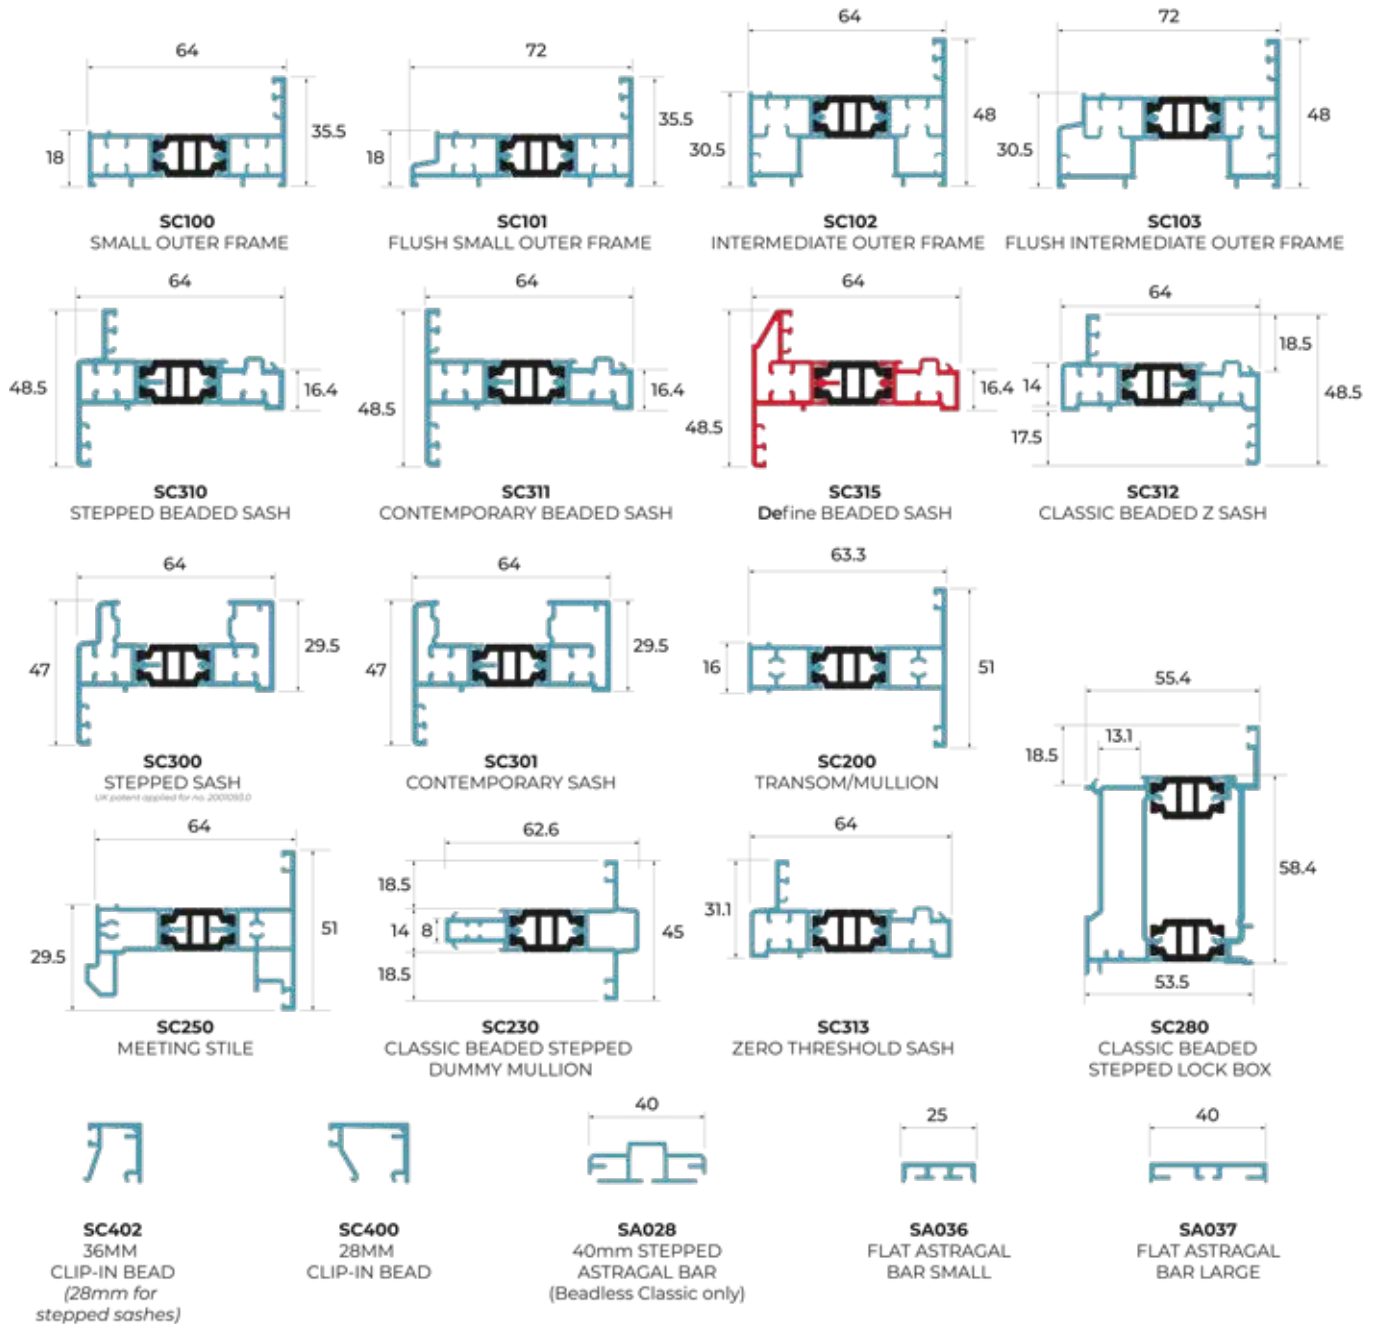 64
72
64
72
18
35.5
18
35.5
30.5
48
30.5
48
SC100
SMALL OUTER FRAME
SC101
FLUSH SMALL OUTER FRAME
SC102
INTERMEDIATE OUTER FRAME
SC103
FLUSH INTERMEDIATE OUTER FRAME
64
64
64
64
48.5
16.4
48.5
16.4
48.5
16.4
14
17.5
18.5
48.5
SC310
STEPPED BEADED SASH
SC311
CONTEMPORARY BEADED SASH
SC315
Define BEADED SASH
SC312
CLASSIC BEADED Z SASH
64
64
63.3
47
29.5
47
29.5
16
51
SC300
STEPPED SASH
UK patent applied for no. 2001093.0
SC301
CONTEMPORARY SASH
SC200
TRANSOM/MULLION
55.4
18.5
13.1
58.4
53.5
SC280
CLASSIC BEADED
STEPPED LOCK BOX
64
29.5
51
SC250
MEETING STILE
62.6
18.5
14
8
18.5
45
SC230
CLASSIC BEADED STEPPED
DUMMY MULLION
64
31.1
SC313
ZERO THRESHOLD SASH
SC402
36MM
CLIP-IN BEAD
(28mm for
stepped sashes)
SC400
28MM
CLIP-IN BEAD
40
SA028
40mm STEPPED
ASTRAGAL BAR
(Beadless Classic only)
25
SA036
FLAT ASTRAGAL
BAR SMALL
40
SA037
FLAT ASTRAGAL
BAR LARGE